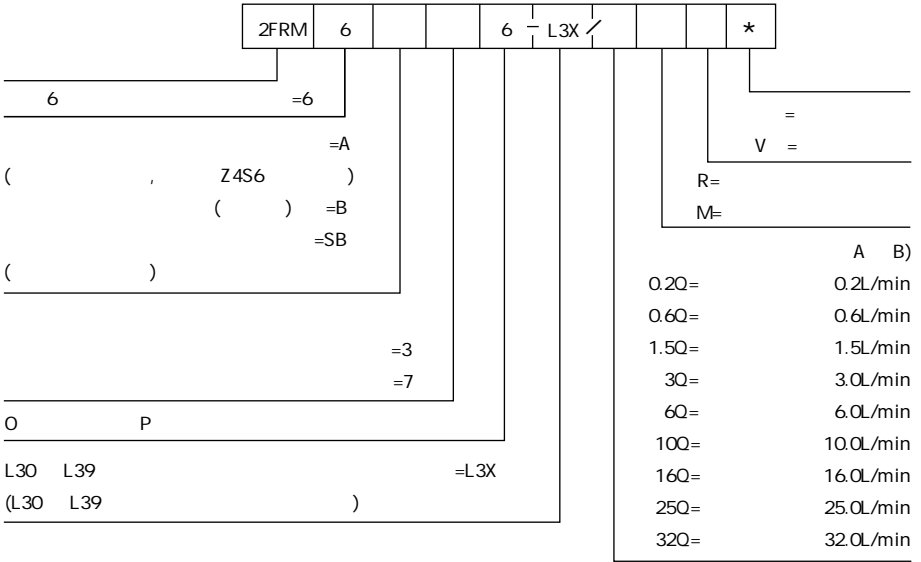 2FRM 6 6 - L3X / *
6 =6
=A
( , Z4S6 )
( ) =B
=SB
( )
=3
=7
O P
L30 L39 =L3X
(L30 L39 )
=
V =
R=
M=
A B)
0.2Q= 0.2L/min
0.6Q= 0.6L/min
1.5Q= 1.5L/min
3Q= 3.0L/min
6Q= 6.0L/min
10Q= 10.0L/min
16Q= 16.0L/min
25Q= 25.0L/min
32Q= 32.0L/min